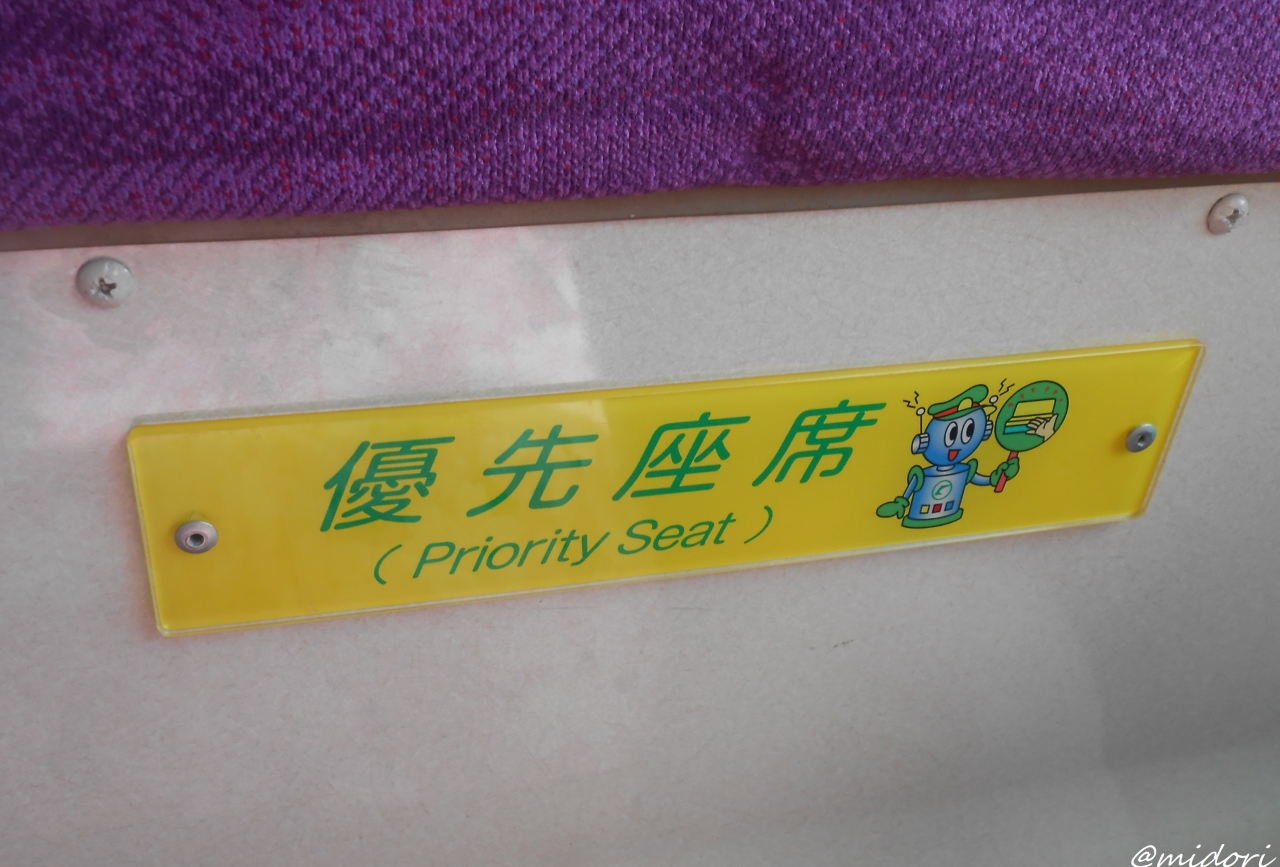 優先座席
( Priority Seat )
@midori